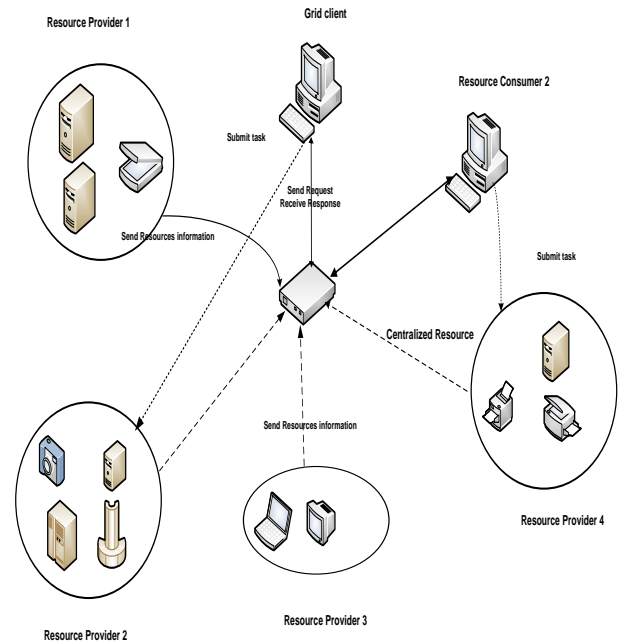 Grid client
Resource Provider 1
Resource Consumer 2
Submit task
Send Request
Receive Response
Send Resources information
Submit task
Centralized Resource
Send Resources information
Resource Provider 4
Resource Provider 3
Resource Provider 2